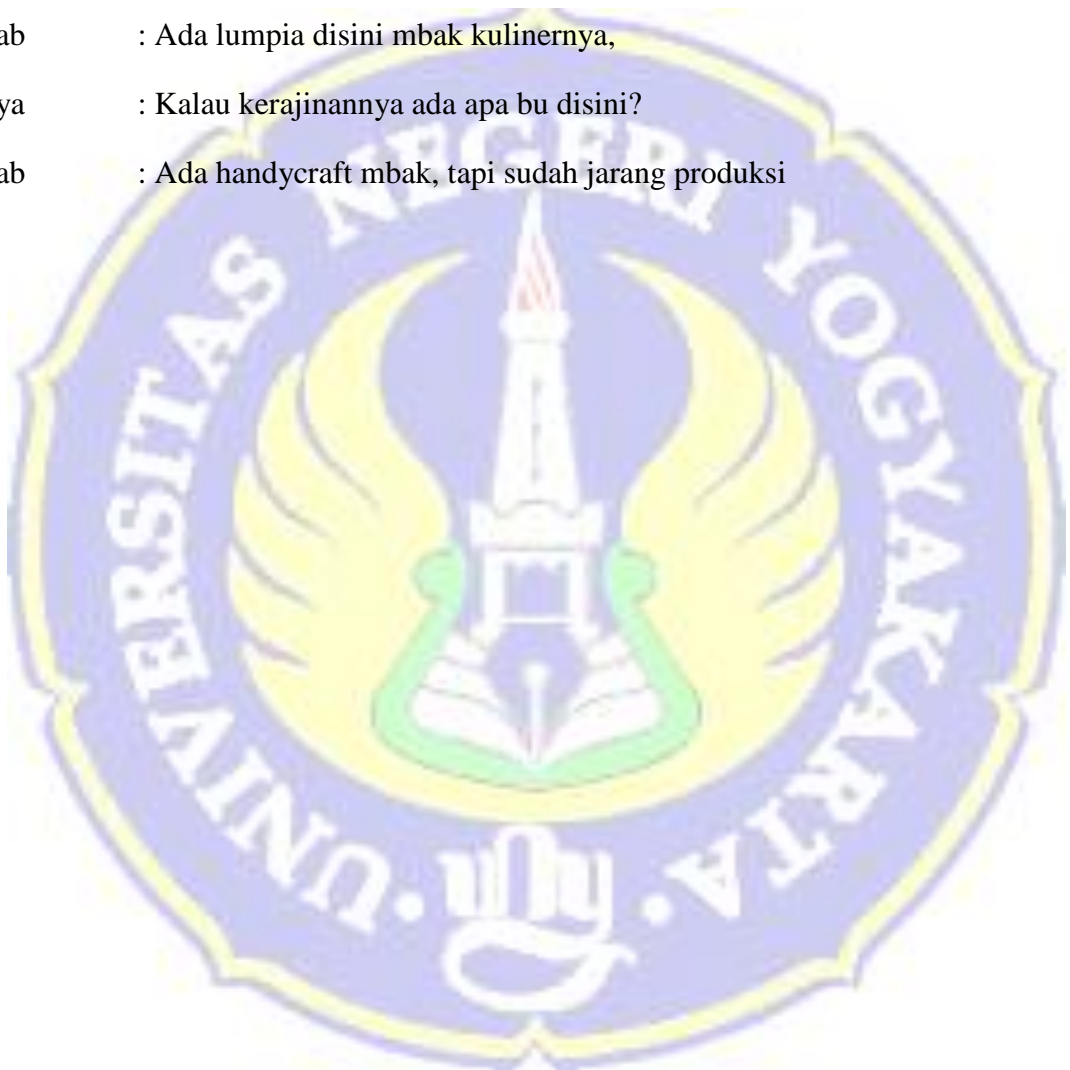 ab : Ada lumpia disini mbak kulinernya,
ya : Kalau kerajinannya ada apa bu disini?
ab : Ada handycraft mbak, tapi sudah jarang produksi
UNIVERSITAS NEGERI YOGYAKARTA
uny